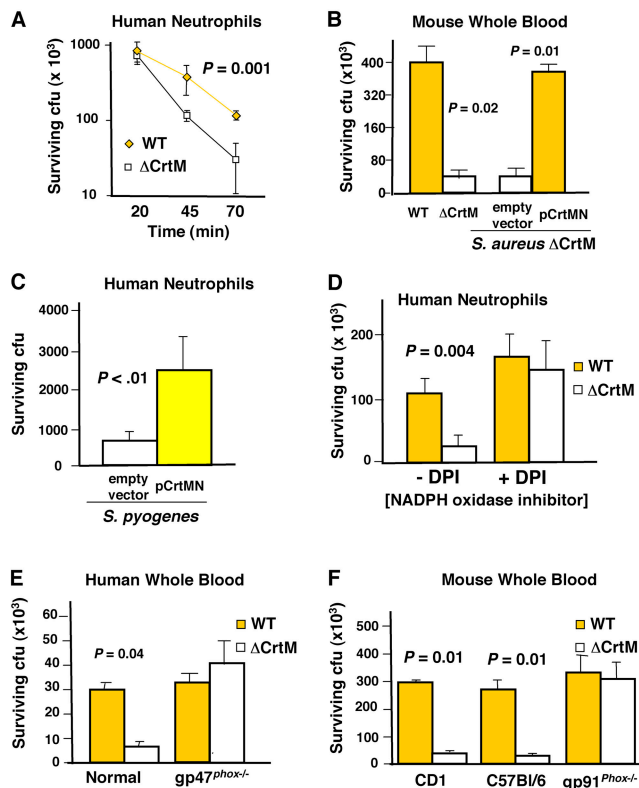 A
Human Neutrophils
Surviving cfu (x 10³)
1000
100
10
P = 0.001
WT
ΔCrtM
20 45 70
Time (min)
B
Mouse Whole Blood
Surviving cfu (x 10³)
400
320
160
80
0
P = 0.02
P = 0.01
WT ΔCrtM empty vector pCrtMN
S. aureus ΔCrtM
C
Human Neutrophils
Surviving cfu
4000
3000
2000
1000
0
P < .01
empty vector pCrtMN
S. pyogenes
D
Human Neutrophils
Surviving cfu (x 10³)
200
100
0
P = 0.004
WT
ΔCrtM
- DPI + DPI
[NADPH oxidase inhibitor]
E
Human Whole Blood
Surviving cfu (x10³)
60
50
40
30
20
10
0
P = 0.04
WT
ΔCrtM
Normal gp47phox-/-
F
Mouse Whole Blood
Surviving cfu (x10³)
500
400
300
200
100
0
P = 0.01
P = 0.01
WT
ΔCrtM
CD1 C57Bl/6 gp91Phox-/-